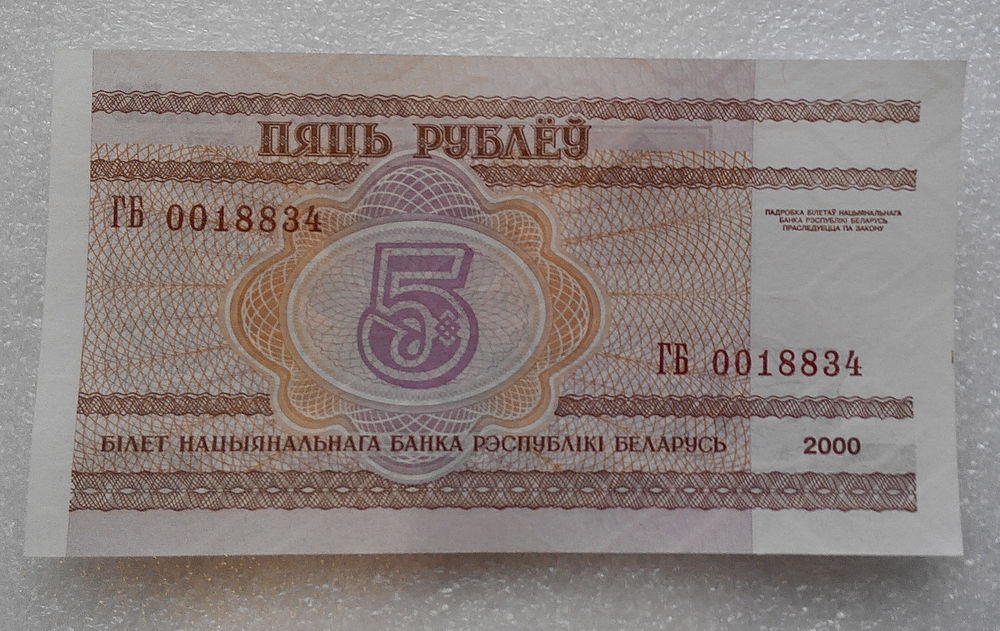 ПЯЦЬ РУБЛЁЎ
ГБ 0018834
ПАДРОБКА БІЛЕТАЎ НАЦЫЯНАЛЬНАГА
БАНКА РЭСПУБЛІКІ БЕЛАРУСЬ
ПРАСЛЕДУЕЦЦА ПА ЗАКОНУ
5
ГБ 0018834
БІЛЕТ НАЦЫЯНАЛЬНАГА БАНКА РЭСПУБЛІКІ БЕЛАРУСЬ 2000